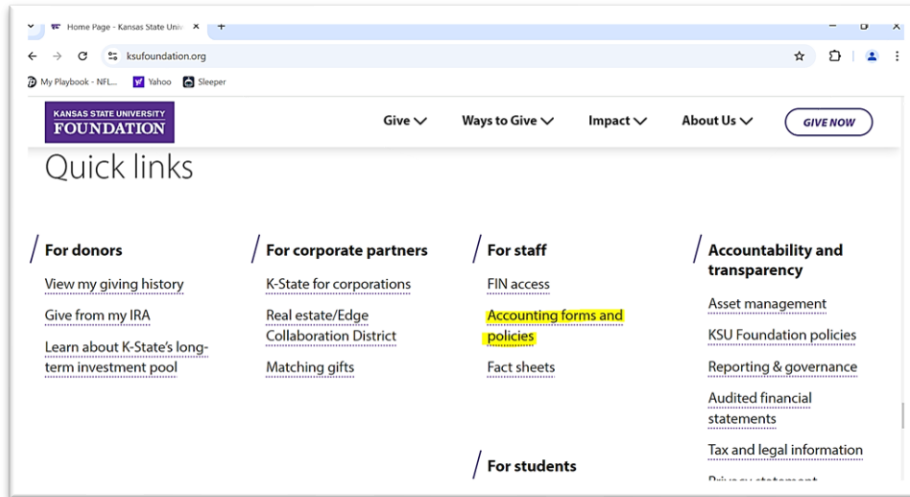 Home Page - Kansas State Univ
ksufoundation.org
My Playbook - NFL... Yahoo Sleeper
KANSAS STATE UNIVERSITY
FOUNDATION
Give Ways to Give Impact About Us GIVE NOW
Quick links
For donors
View my giving history
Give from my IRA
Learn about K-State's long-
term investment pool
For corporate partners
K-State for corporations
Real estate/Edge
Collaboration District
Matching gifts
For staff
FIN access
Accounting forms and
policies
Fact sheets
For students
Accountability and
transparency
Asset management
KSU Foundation policies
Reporting & governance
Audited financial
statements
Tax and legal information
Privacy statement